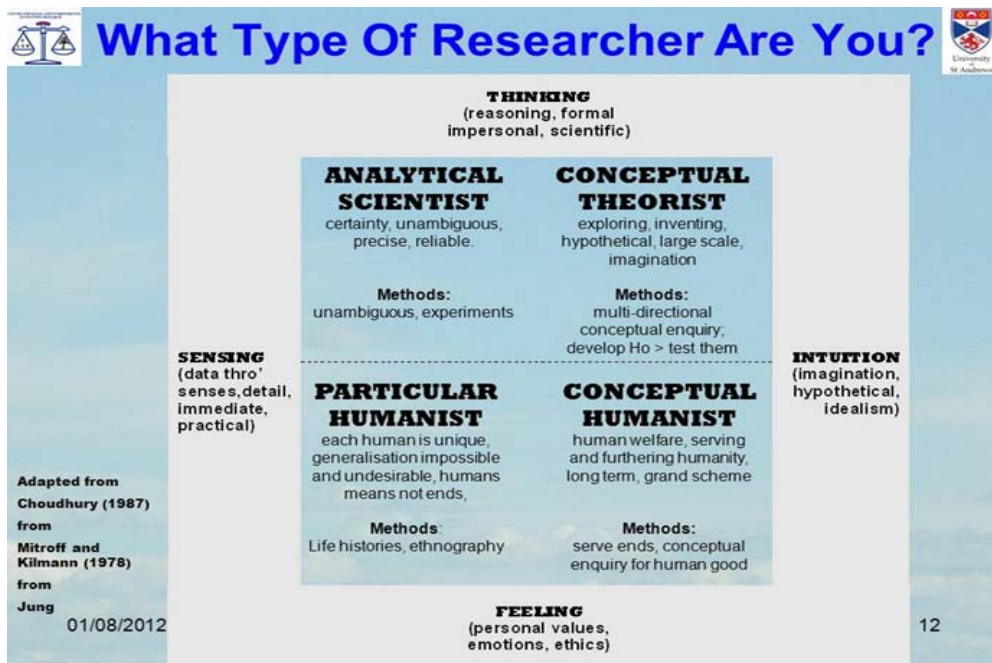 What Type Of Researcher Are You?
University
of
St Andrews
THINKING
(reasoning, formal
impersonal, scientific)
ANALYTICAL
SCIENTIST
certainty, unambiguous,
precise, reliable.
Methods:
unambiguous, experiments
CONCEPTUAL
THEORIST
exploring, inventing,
hypothetical, large scale,
imagination
Methods:
multi-directional
conceptual enquiry;
develop Ho > test them
SENSING
(data thro'
senses,detail,
immediate,
practical)
INTUITION
(imagination,
hypothetical,
idealism)
PARTICULAR
HUMANIST
each human is unique,
generalisation impossible
and undesirable, humans
means not ends,
Methods:
Life histories, ethnography
CONCEPTUAL
HUMANIST
human welfare, serving
and furthering humanity,
long term, grand scheme
Methods:
serve ends, conceptual
enquiry for human good
Adapted from
Choudhury (1987)
from
Mitroff and
Kilmann (1978)
from
Jung
FEELING
(personal values,
emotions, ethics)
01/08/2012
12